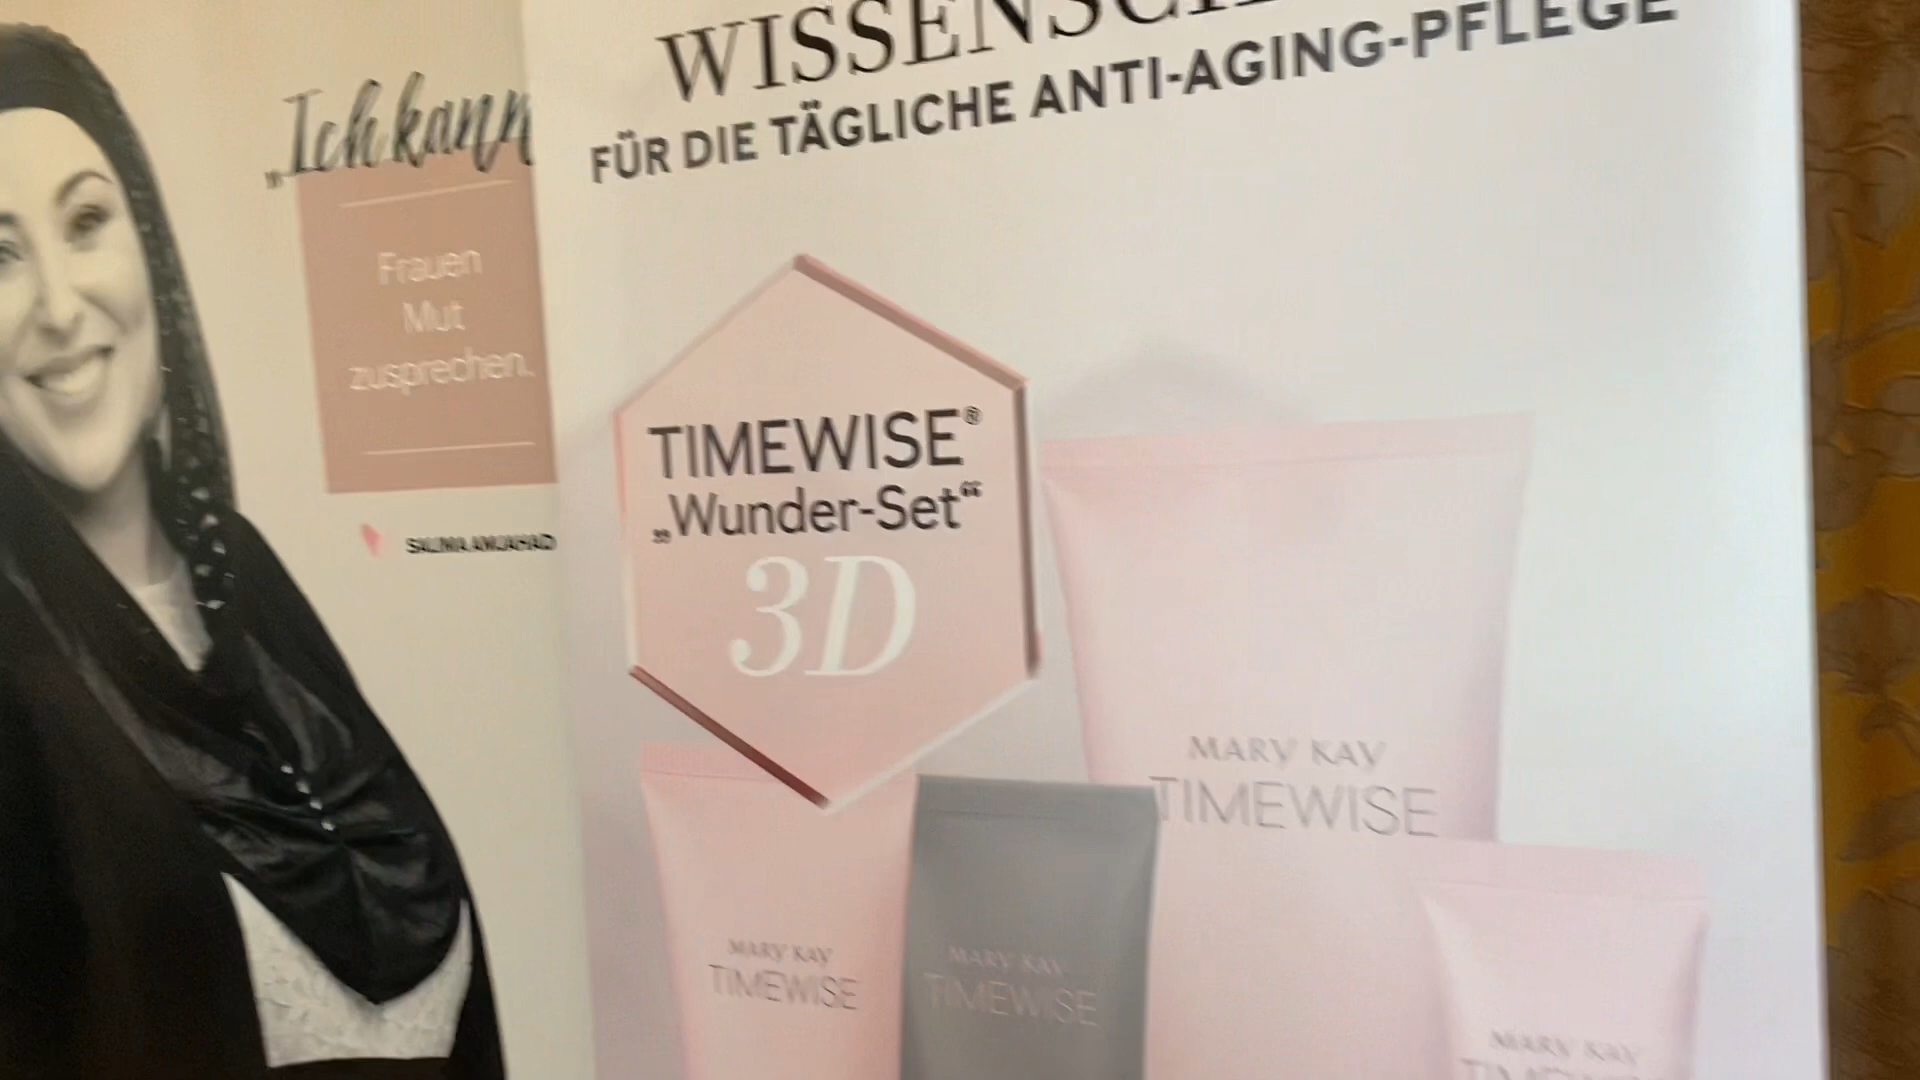 „Ich kann
Frauen
Mut
zusprechen.
FÜR DIE TÄGLICHE ANTI-AGING-PFLEGE
TIMEWISE®
„Wunder-Set“
3D
MARY KAY
TIMEWISE
MARY KAY
TIMEWISE
MARY KAY
TIMEWISE
MARY KAY
TIMEWISE